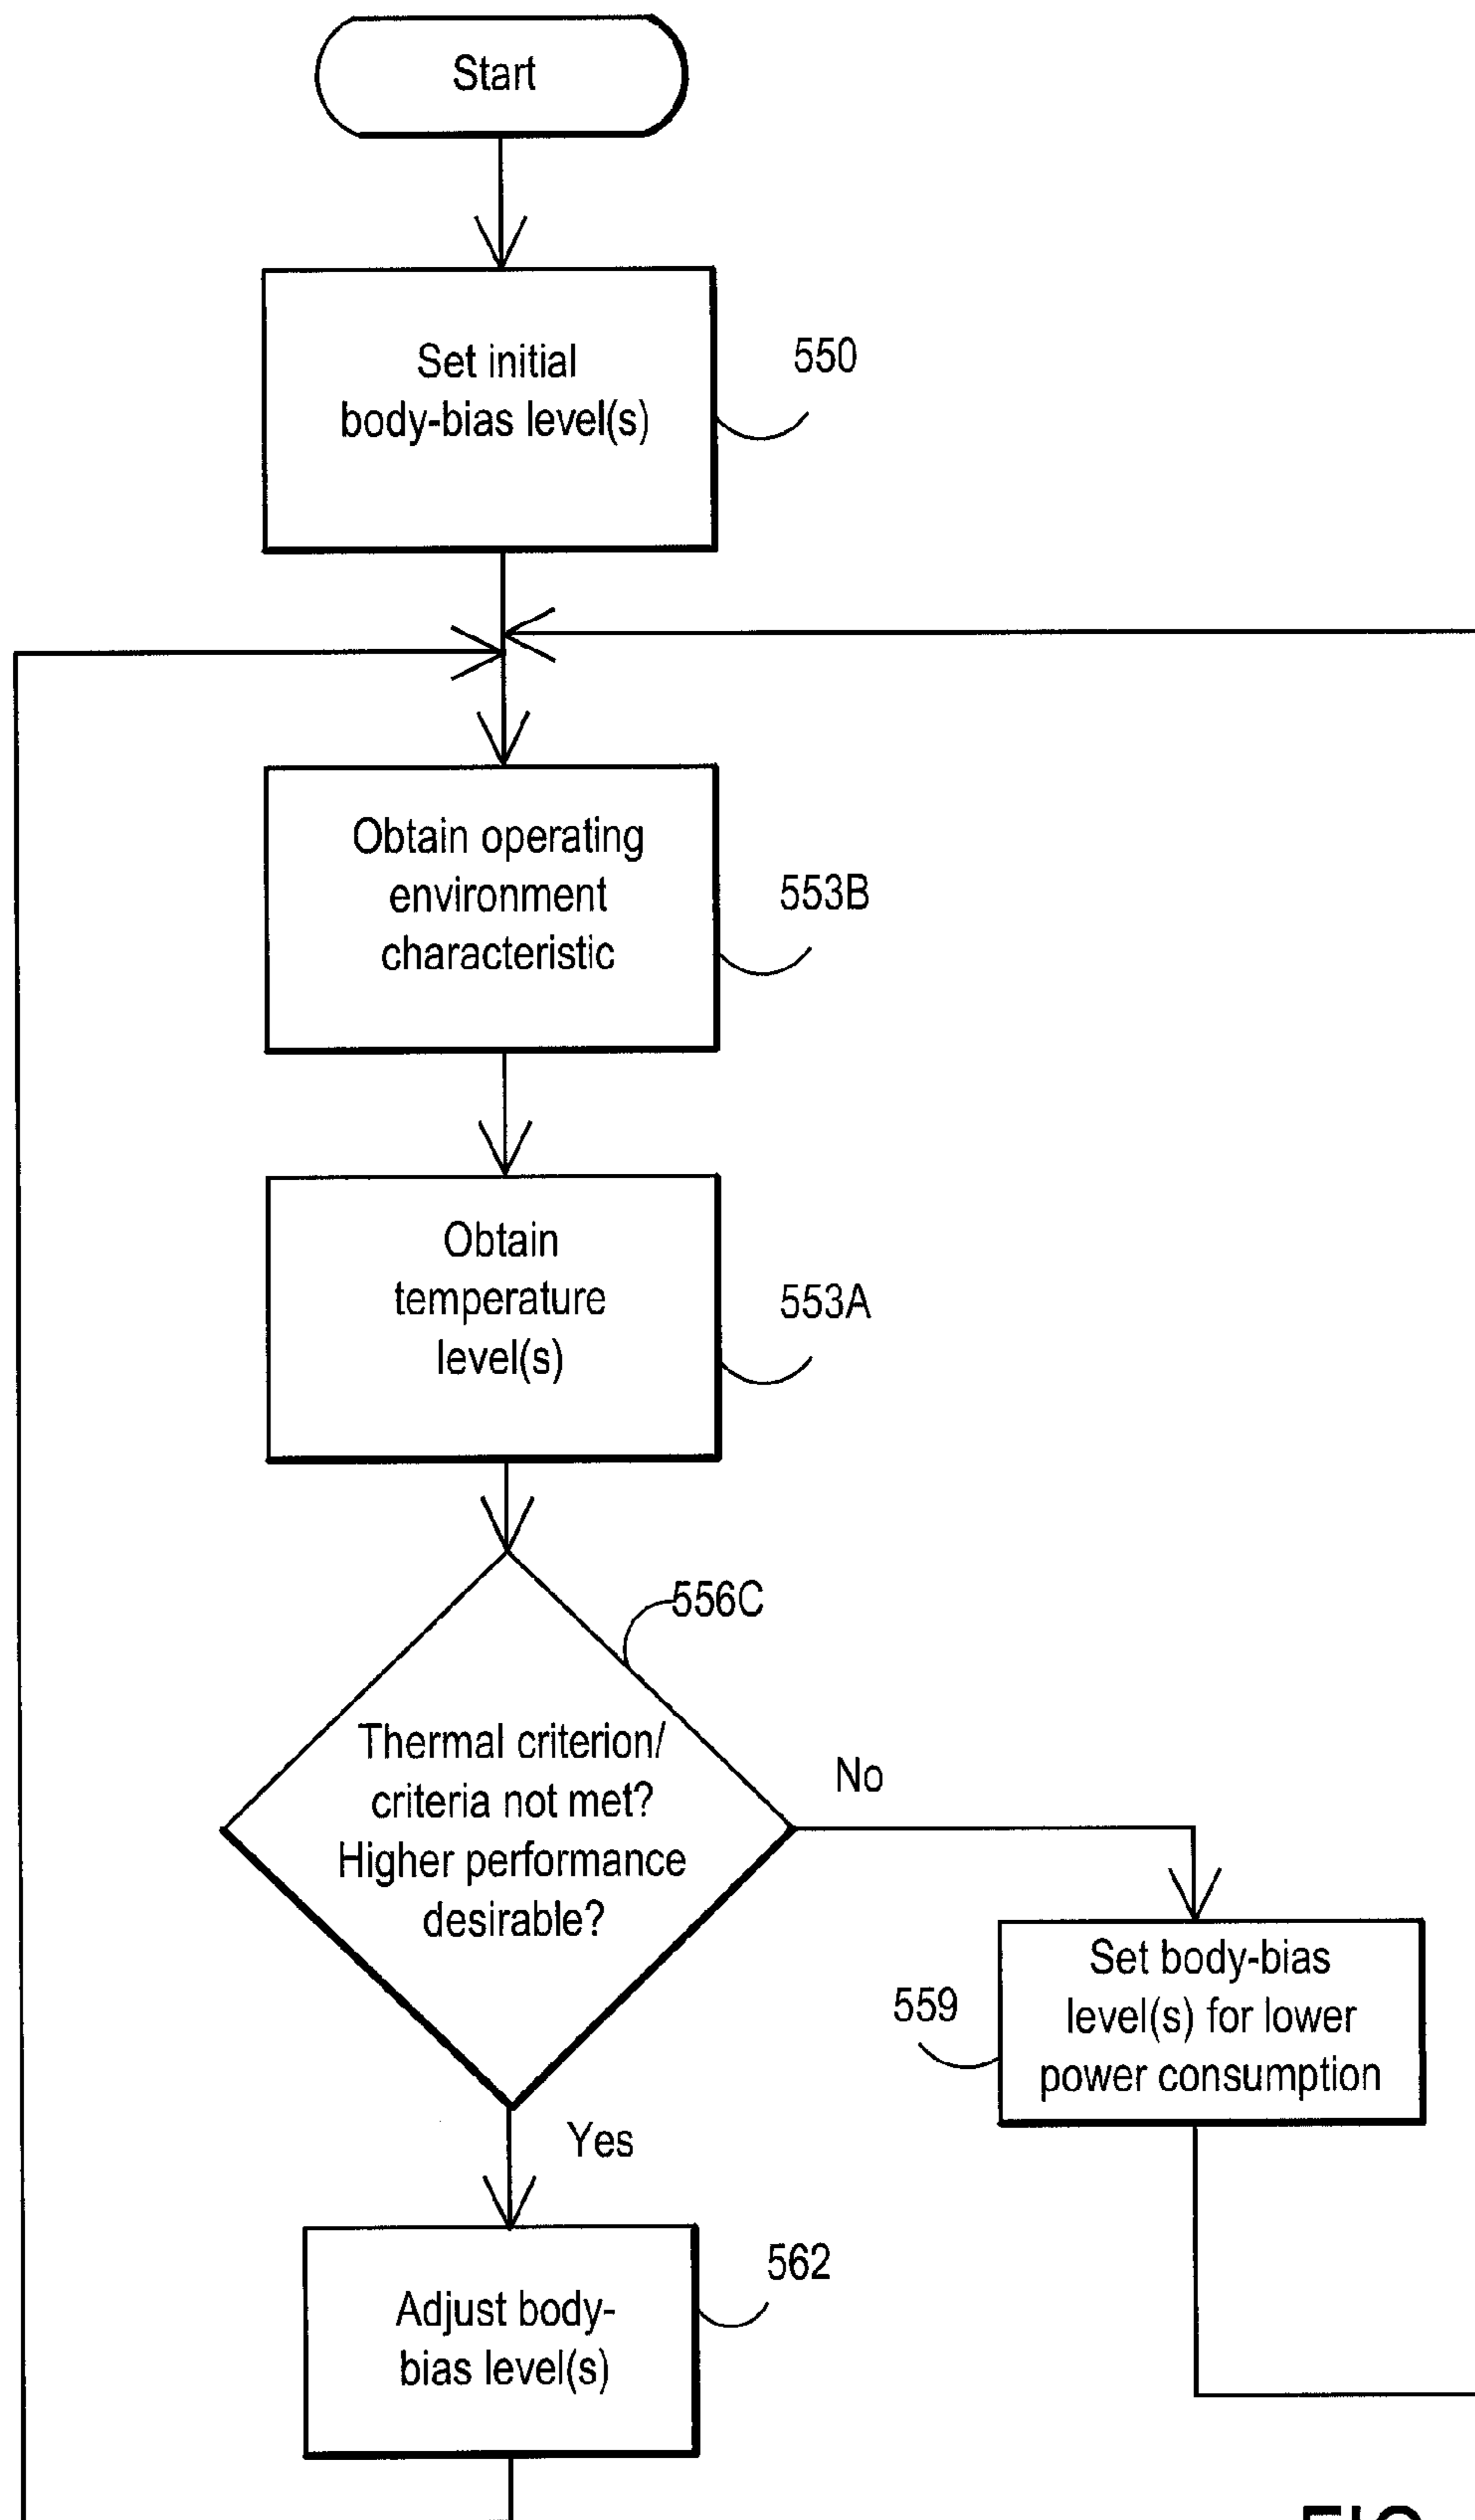 Start
Set initial
body-bias level(s)
550
Obtain operating
environment
characteristic
553B
Obtain
temperature
level(s)
553A
556C
Thermal criterion/
criteria not met?
Higher performance
desirable?
No
Set body-bias
level(s) for lower
power consumption
559
Yes
Adjust body-
bias level(s)
562